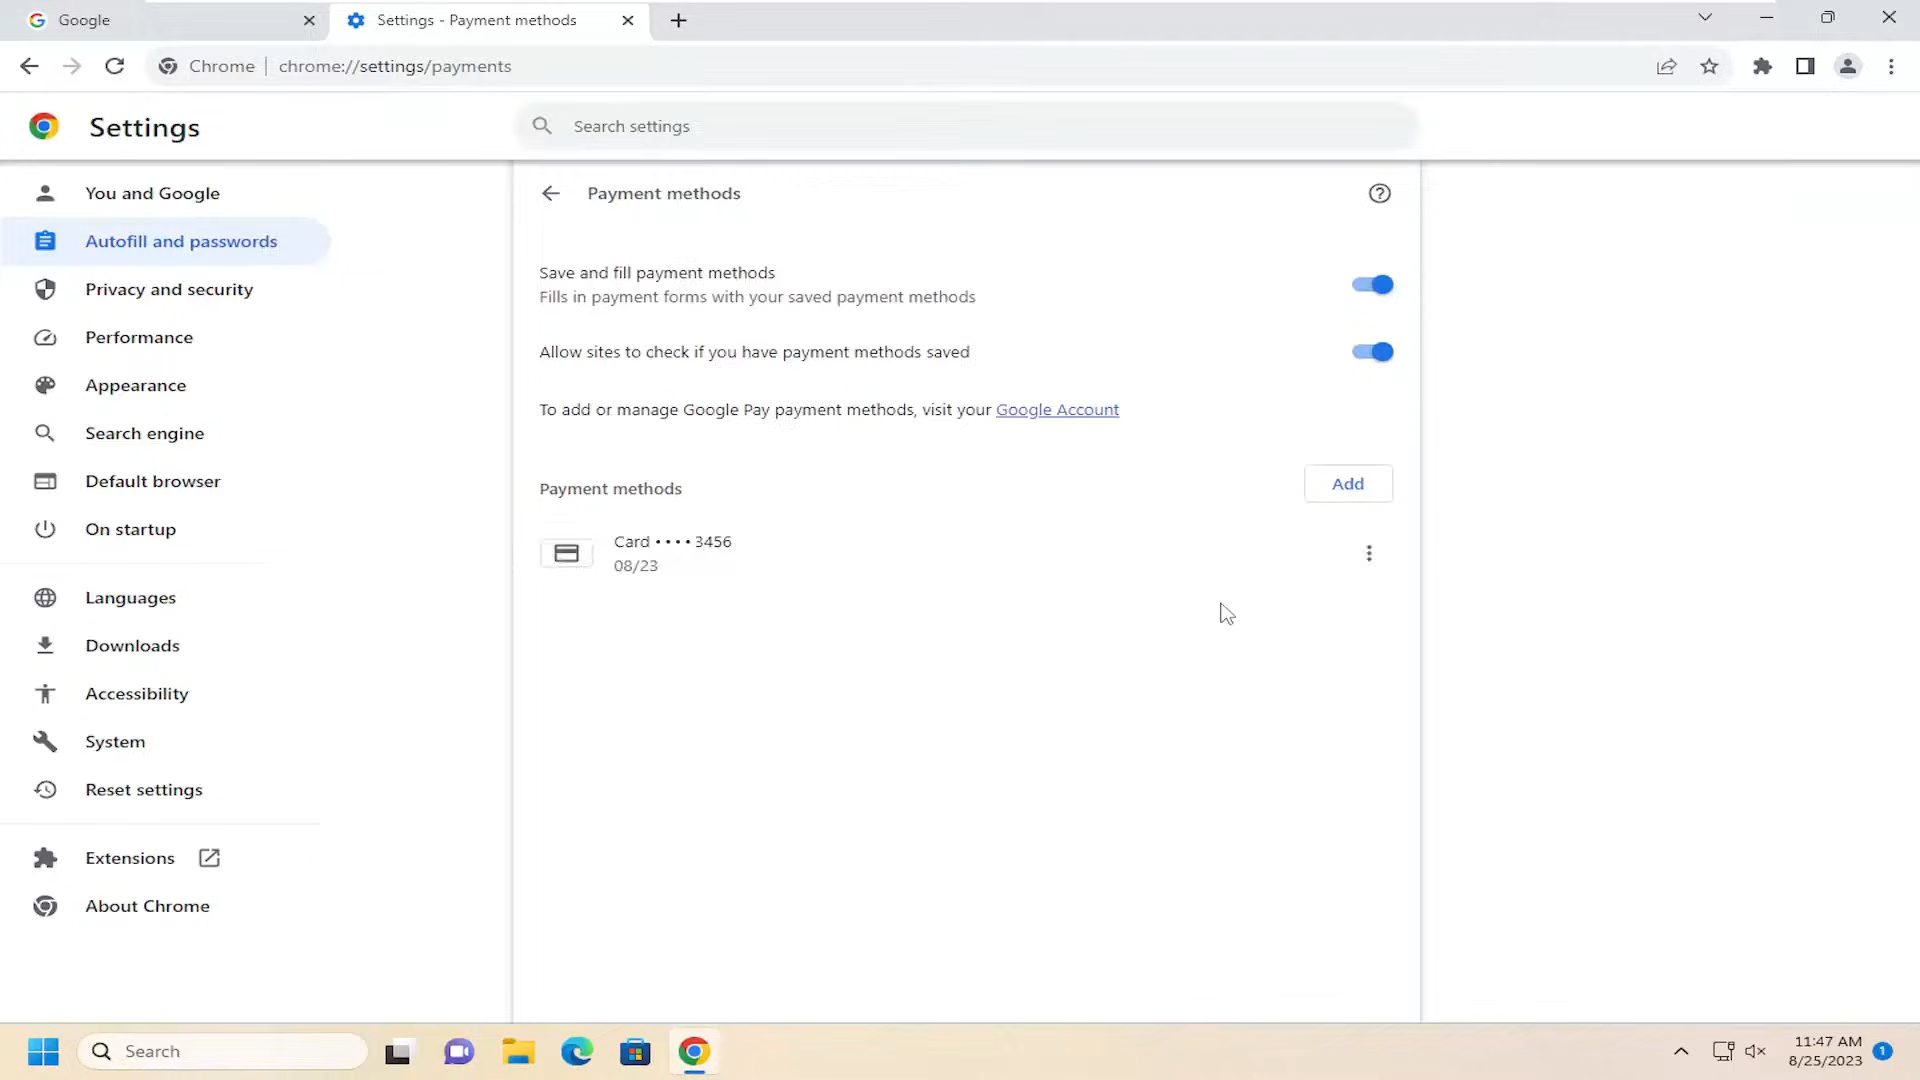 Google
Settings - Payment methods
Chrome
chrome://settings/payments
Settings
Search settings
You and Google
Autofill and passwords
Privacy and security
Performance
Appearance
Search engine
Default browser
On startup
Languages
Downloads
Accessibility
System
Reset settings
Extensions
About Chrome
Payment methods
Save and fill payment methods
Fills in payment forms with your saved payment methods
Allow sites to check if you have payment methods saved
To add or manage Google Pay payment methods, visit your Google Account
Payment methods
Add
Card •••• 3456
08/23
Search
11:47 AM
8/25/2023
1